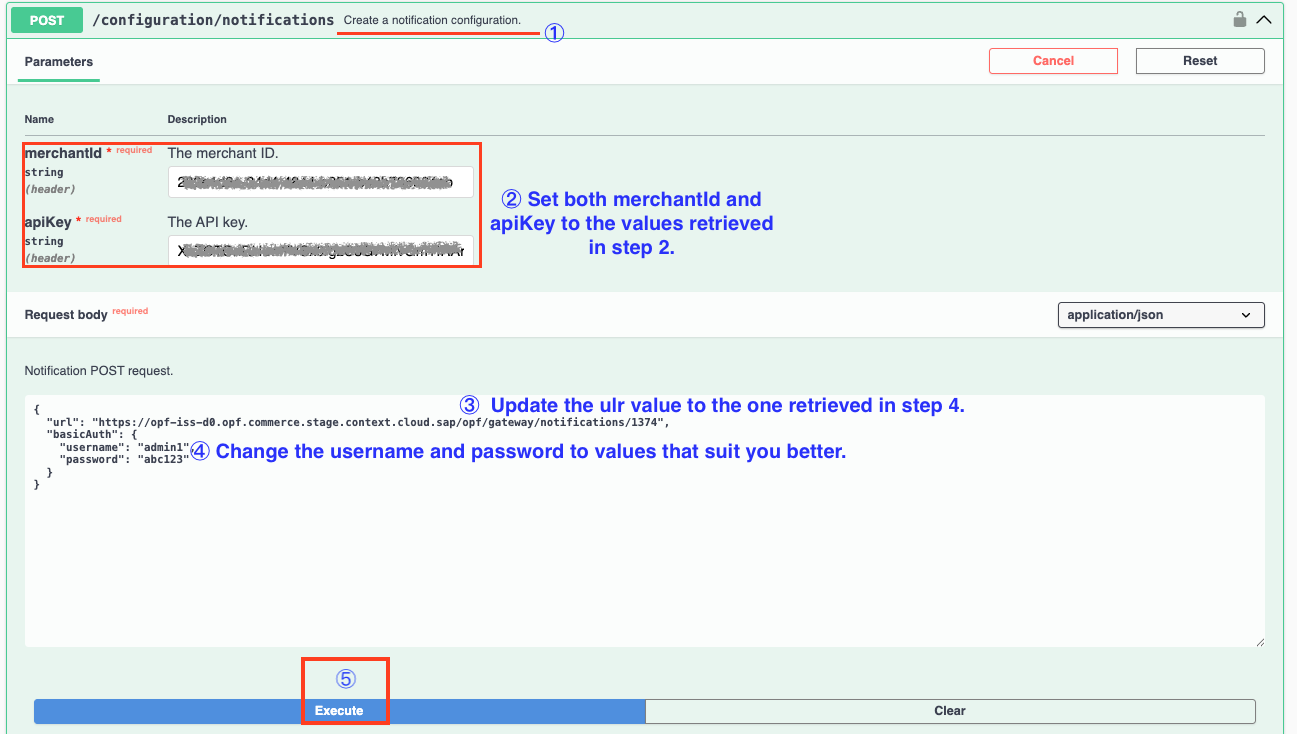 POST /configuration/notifications Create a notification configuration. ①
Parameters Cancel Reset
Name Description
merchantId * required The merchant ID.
string
(header)
② Set both merchantId and
apiKey to the values retrieved
in step 2.
apiKey * required The API key.
string
(header)
Request body required application/json
Notification POST request.
③ Update the ulr value to the one retrieved in step 4.
{
"url": "https://opf-iss-d0.opf.commerce.stage.context.cloud.sap/opf/gateway/notifications/1374",
"basicAuth": {
"username": "admin1"
"password": "abc123"
④ Change the username and password to values that suit you better.
}
}
⑤
Execute Clear